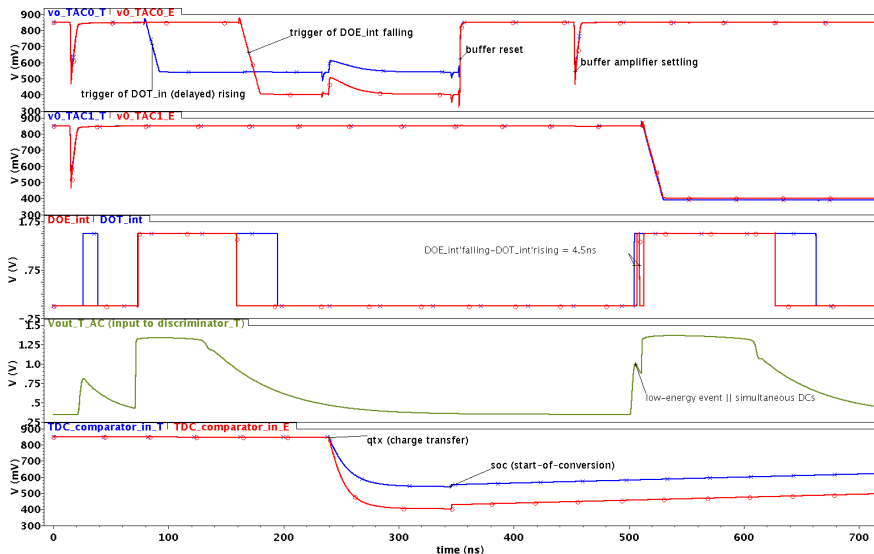 vo_TAC0_T v0_TAC0_E
900
800
700
600
500
400
300
V (mV)
trigger of DOE_int falling
trigger of DOT_in (delayed) rising
buffer reset
buffer amplifier settling
v0_TAC1_T v0_TAC1_E
900
800
700
600
500
400
300
V (mV)
DOE_int DOT_int
1.75
.75
-.25
V (V)
DOE_int'falling-DOT_int'rising = 4.5ns
Vout_T_AC (input to discriminator_T)
1.5
1.25
1.0
.75
.5
.25
V (V)
low-energy event || simultaneous DCs
TDC_comparator_in_T TDC_comparator_in_E
900
800
700
600
500
400
300
V (mV)
qtx (charge transfer)
soc (start-of-conversion)
0 100 200 300 400 500 600 700
time (ns)